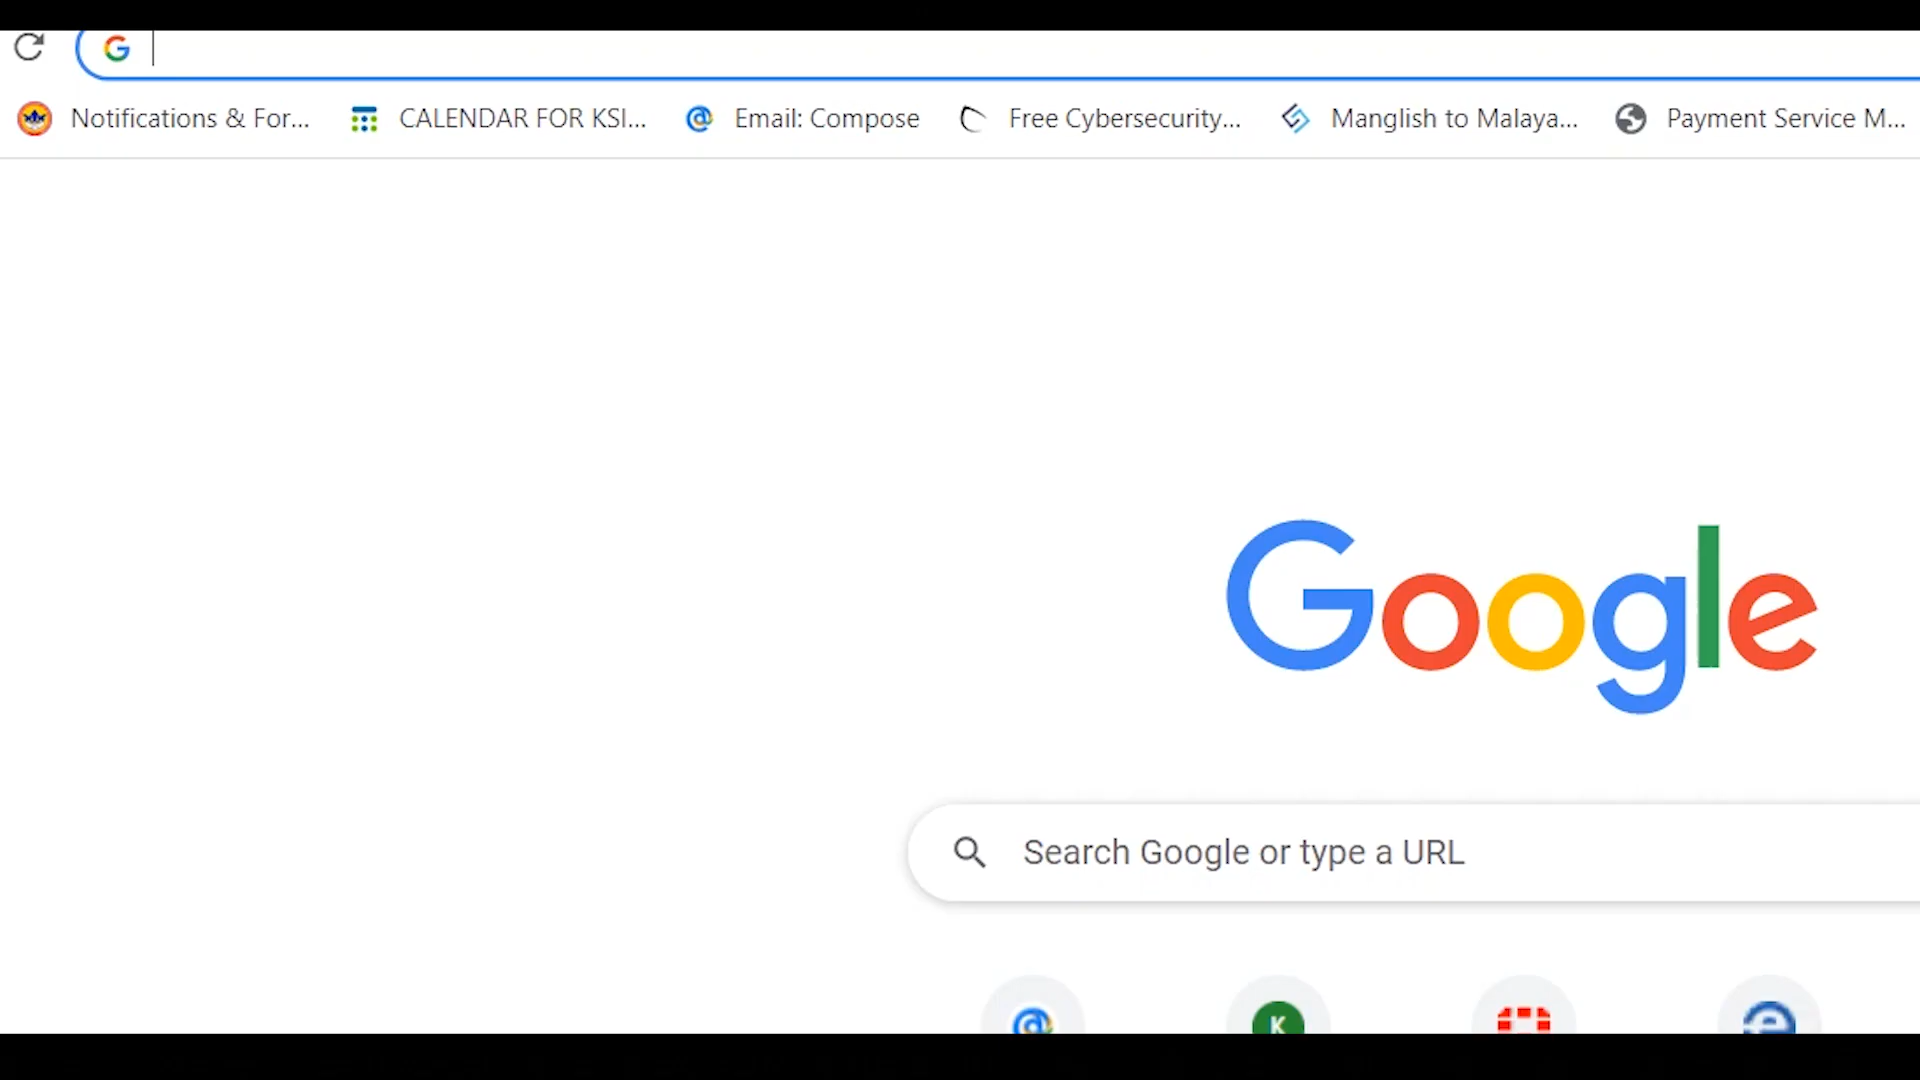 Notifications & For...
CALENDAR FOR KSI...
Email: Compose
Free Cybersecurity...
Manglish to Malaya...
Payment Service M...
Google
Search Google or type a URL
K